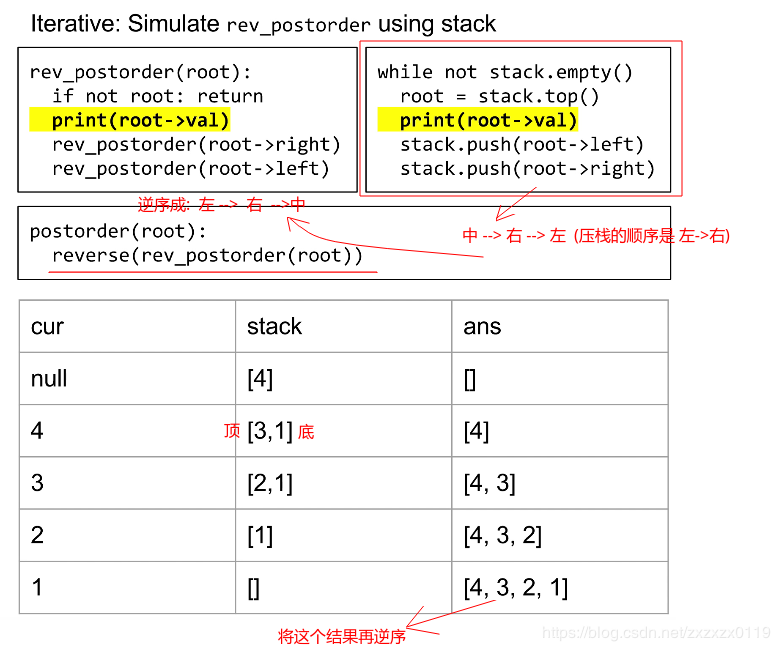 Iterative: Simulate rev_postorder using stack
rev_postorder(root):
if not root: return
print(root->val)
rev_postorder(root->right)
rev_postorder(root->left)
while not stack.empty()
root = stack.top()
print(root->val)
stack.push(root->left)
stack.push(root->right)
逆序成: 左 --> 右 -->中
中 --> 右 --> 左 (压栈的顺序是 左->右)
postorder(root):
reverse(rev_postorder(root))
cur stack ans
null [4] []
4 顶 [3,1] 底 [4]
3 [2,1] [4, 3]
2 [1] [4, 3, 2]
1 [] [4, 3, 2, 1]
将这个结果再逆序
https://blog.csdn.net/zxzxzx0119